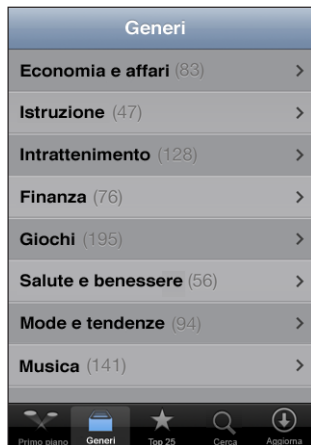 Generi
Economia e affari (83)
Istruzione (47)
Intrattenimento (128)
Finanza (76)
Giochi (195)
Salute e benessere (56)
Mode e tendenze (94)
Musica (141)
Primo piano Generi Top 25 Cerca Aggiorna